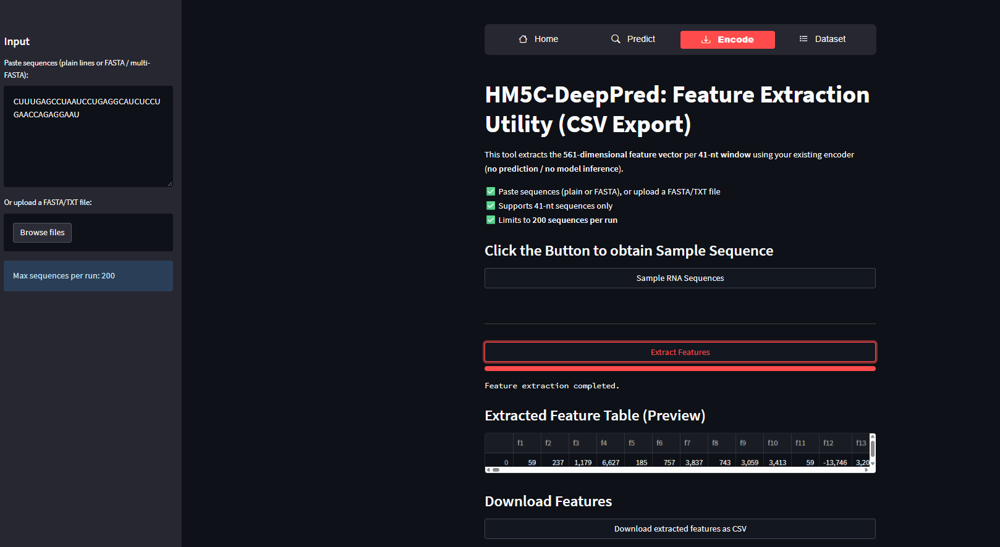 Input
Paste sequences (plain lines or FASTA / multi-
FASTA):
CUUUGAGCCUAAUCCUGAGGCAUCUCCU
GAACCAGAGGAAU
Or upload a FASTA/TXT file:
Browse files
Max sequences per run: 200
Home Predict Encode Dataset
HM5C-DeepPred: Feature Extraction
Utility (CSV Export)
This tool extracts the 561-dimensional feature vector per 41-nt window using your existing encoder
(no prediction / no model inference).
✅ Paste sequences (plain or FASTA), or upload a FASTA/TXT file
✅ Supports 41-nt sequences only
✅ Limits to 200 sequences per run
Click the Button to obtain Sample Sequence
Sample RNA Sequences
Extract Features
Feature extraction completed.
Extracted Feature Table (Preview)
f1 f2 f3 f4 f5 f6 f7 f8 f9 f10 f11 f12 f13
0 59 237 1,179 6,627 185 757 3,837 743 3,059 3,413 59 -13,746 3,20
Download Features
Download extracted features as CSV